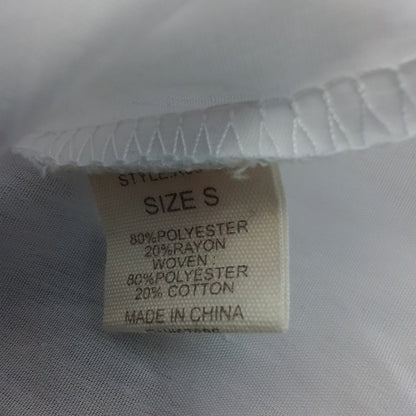 SIZE S
80%POLYESTER
20%RAYON
WOVEN :
80%POLYESTER
20% COTTON
MADE IN CHINA